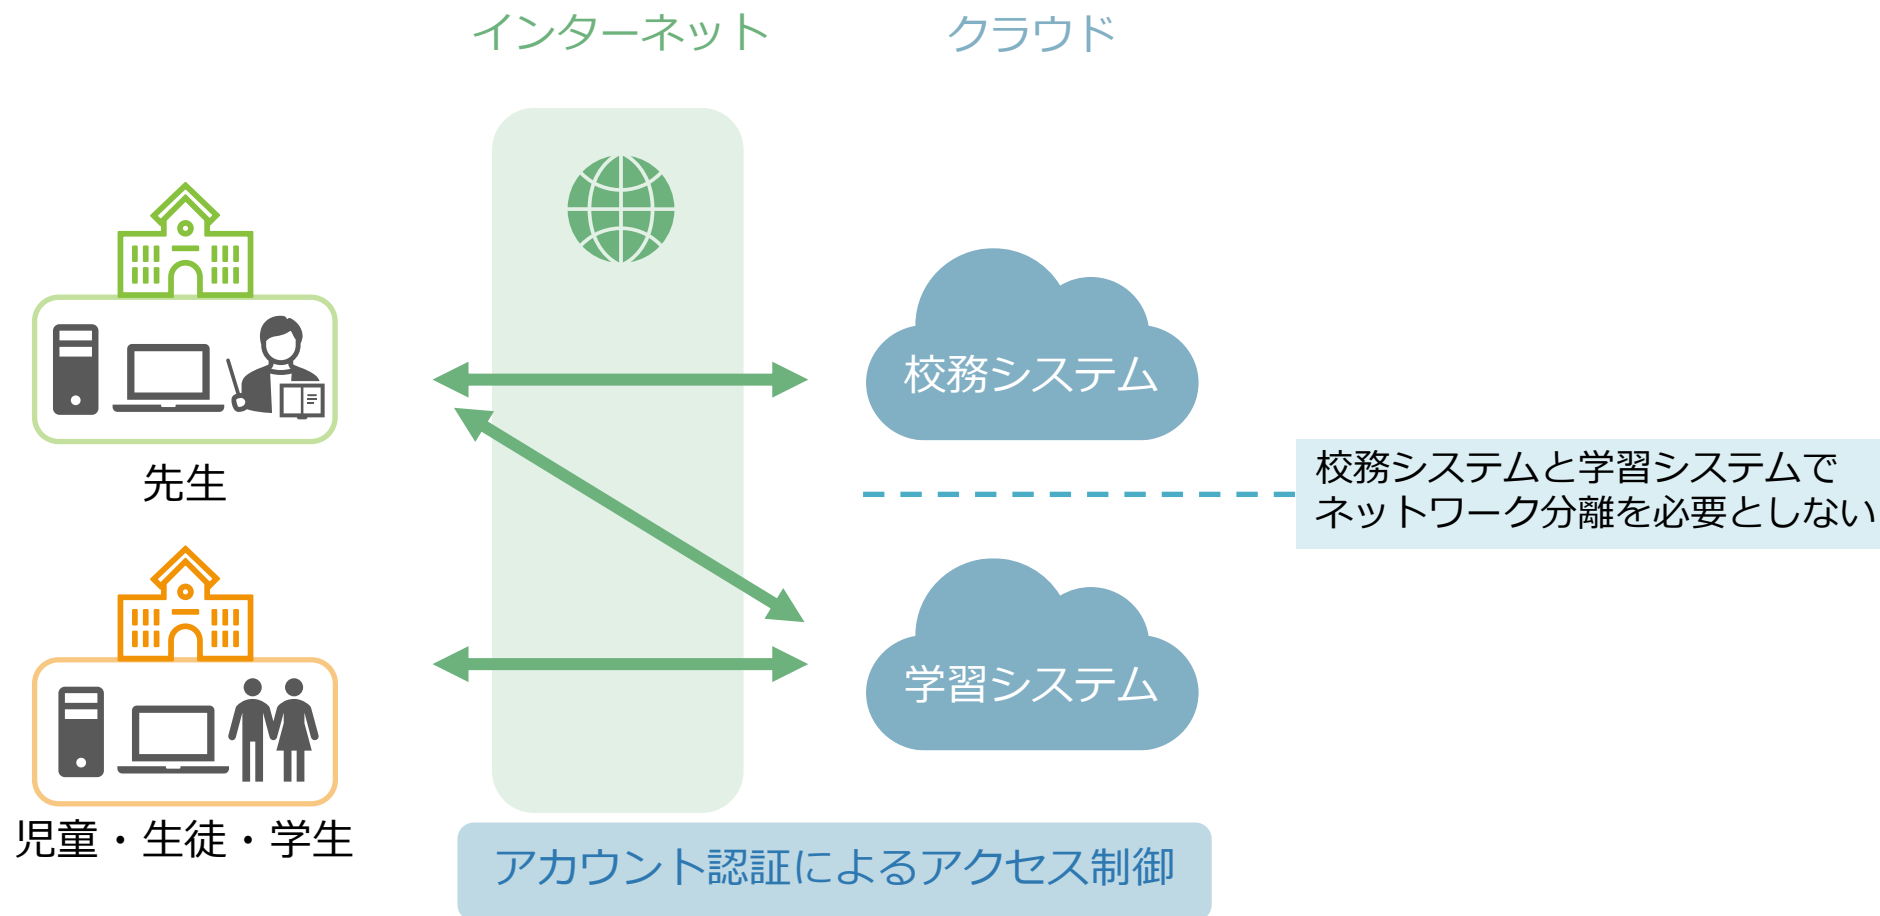 インターネット
クラウド
校務システム
先生
校務システムと学習システムで
ネットワーク分離を必要としない
学習システム
児童・生徒・学生
アカウント認証によるアクセス制御